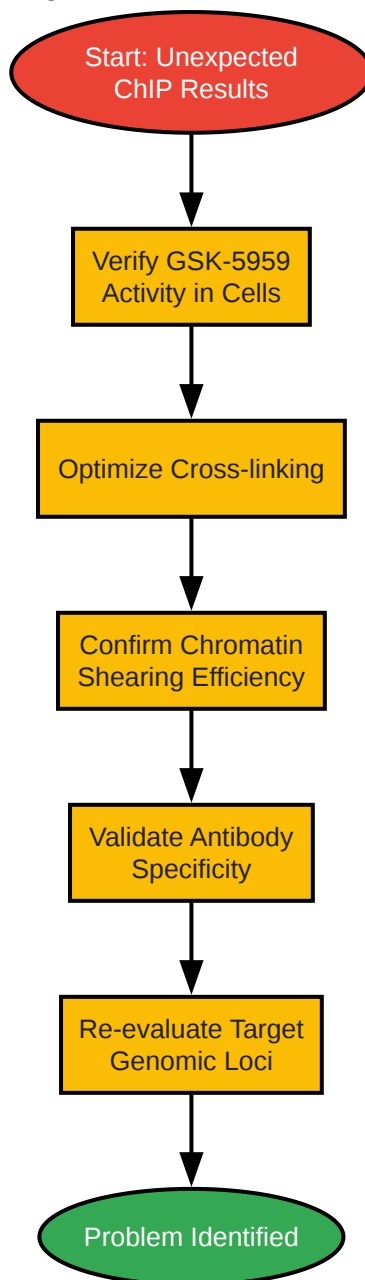 Start: Unexpected
ChIP Results
Verify GSK-5959
Activity in Cells
Optimize Cross-linking
Confirm Chromatin
Shearing Efficiency
Validate Antibody
Specificity
Re-evaluate Target
Genomic Loci
Problem Identified